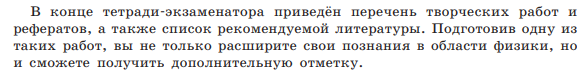 В конце тетради-экзаменатора приведён перечень творческих работ и
рефератов, а также список рекомендуемой литературы. Подготовив одну из
таких работ, вы не только расширите свои познания в области физики, но
и сможете получить дополнительную отметку.